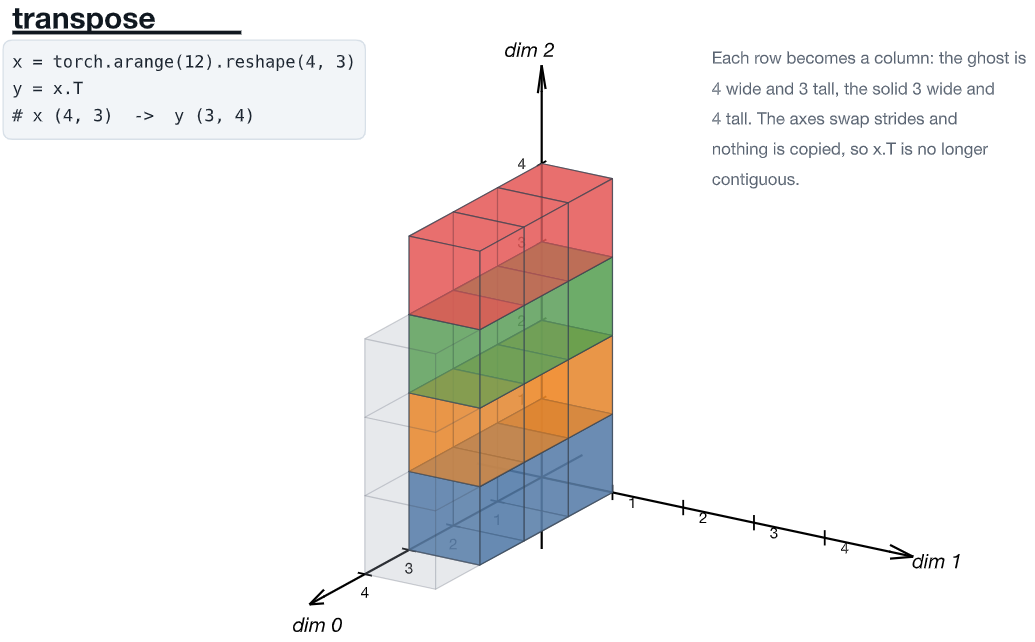 transpose
x = torch.arange(12).reshape(4, 3)
y = x.T
# x (4, 3)  ->  y (3, 4)
Each row becomes a column: the ghost is
4 wide and 3 tall, the solid 3 wide and
4 tall. The axes swap strides and
nothing is copied, so x.T is no longer
contiguous.
dim 2
4
3
2
1
1
2
3
4
dim 1
1
2
3
4
dim 0